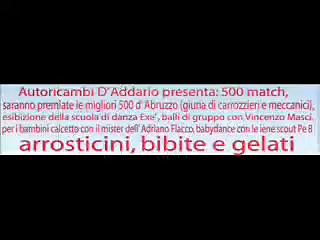 Autoricambi D'Addario presenta: 500 match,
saranno premiate le migliori 500 d' Abruzzo (giuria di carrozzieri e meccanici),
esibizione della scuola di danza Exe', balli di gruppo con Vincenzo Masci.
per i bambini calcetto con il mister dell'Adriano Flacco, babydance con le iene scout Pe 8
arrosticini, bibite e gelati